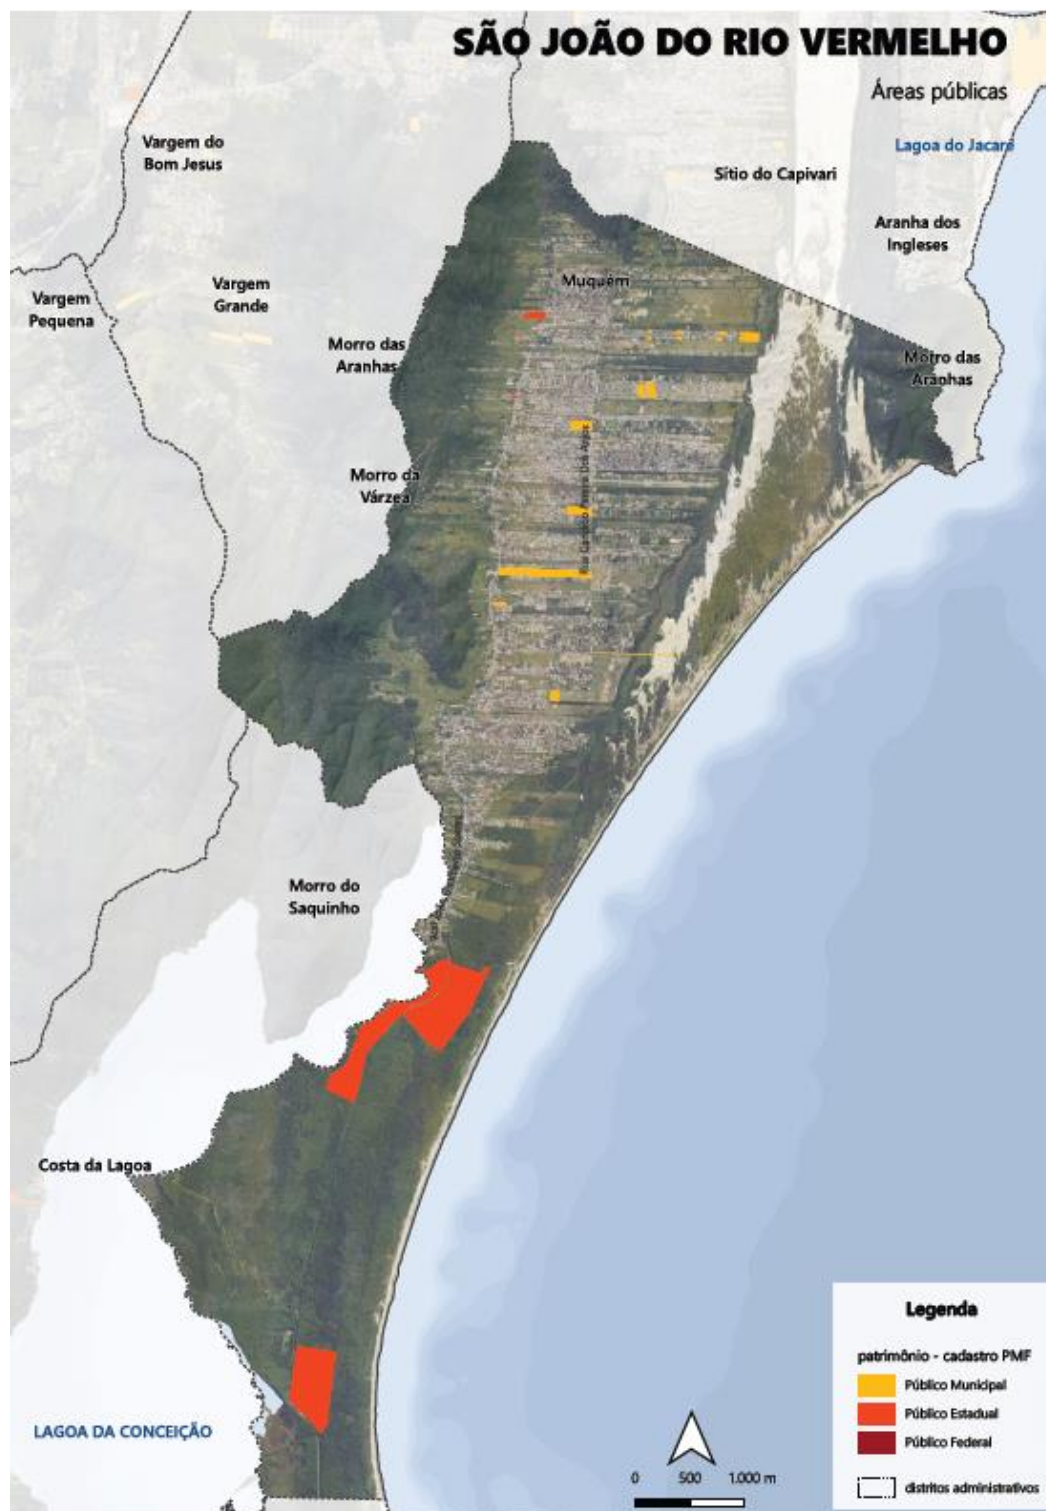 SÃO JOÃO DO RIO VERMELHO
Áreas públicas
Vargem do
Bom Jesus
Lagoa do Jacaré
Sítio do Capivari
Aranha dos
Ingleses
Vargem
Pequena
Vargem
Grande
Muquém
Morro das
Aranhas
Morro das
Aranhas
Morro da
Várzea
Morro do
Saquinho
Costa da Lagoa
LAGOA DA CONCEIÇÃO
Legenda
patrimônio - cadastro PMF
Público Municipal
Público Estadual
Público Federal
distritos administrativos
0 500 1.000 m